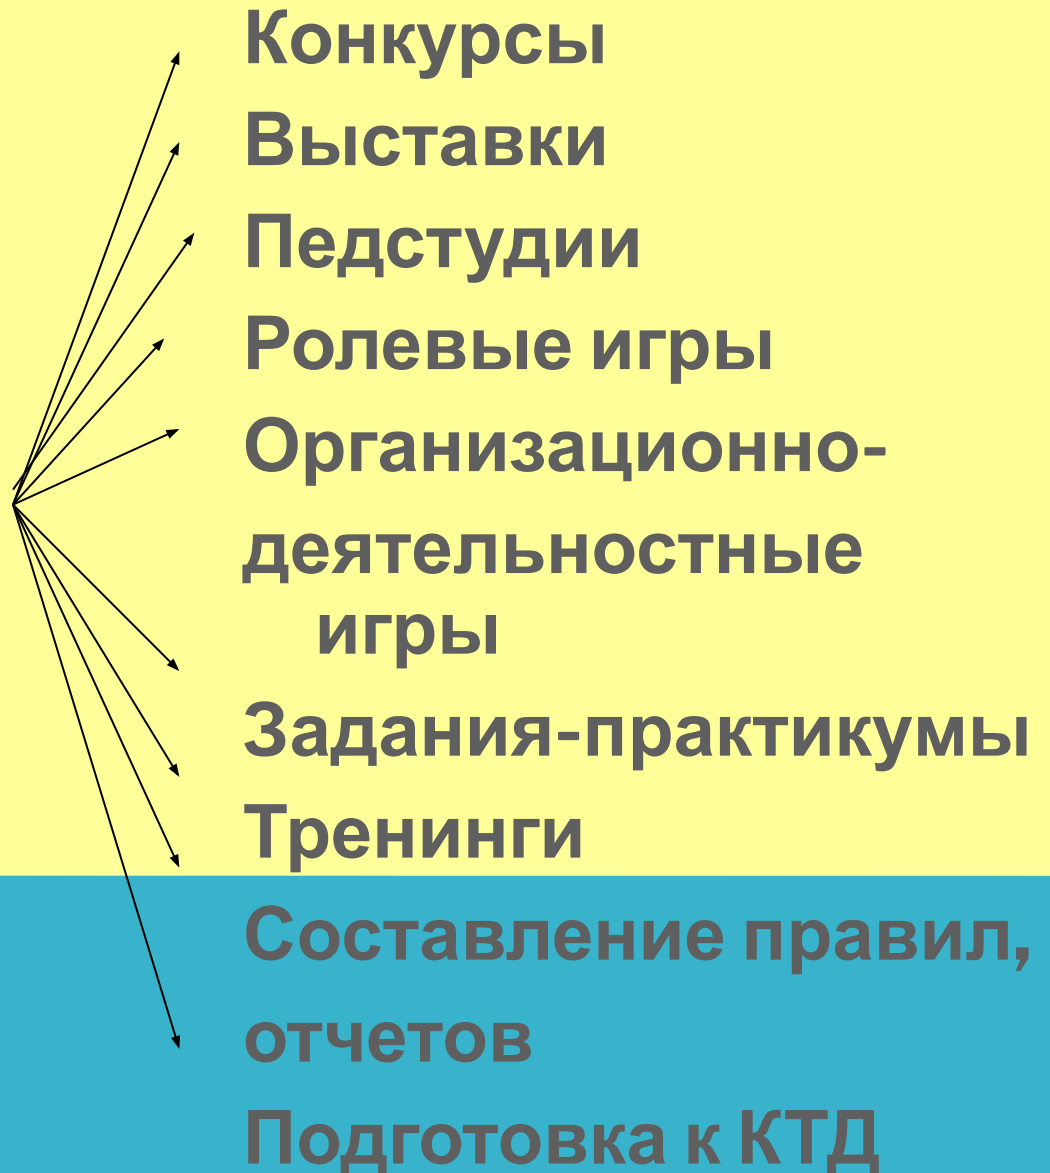 Конкурсы
Выставки
Педстудии
Ролевые игры
Организационно-
деятельностные
игры
Задания-практикумы
Тренинги
Составление правил,
отчетов
Подготовка к КТД